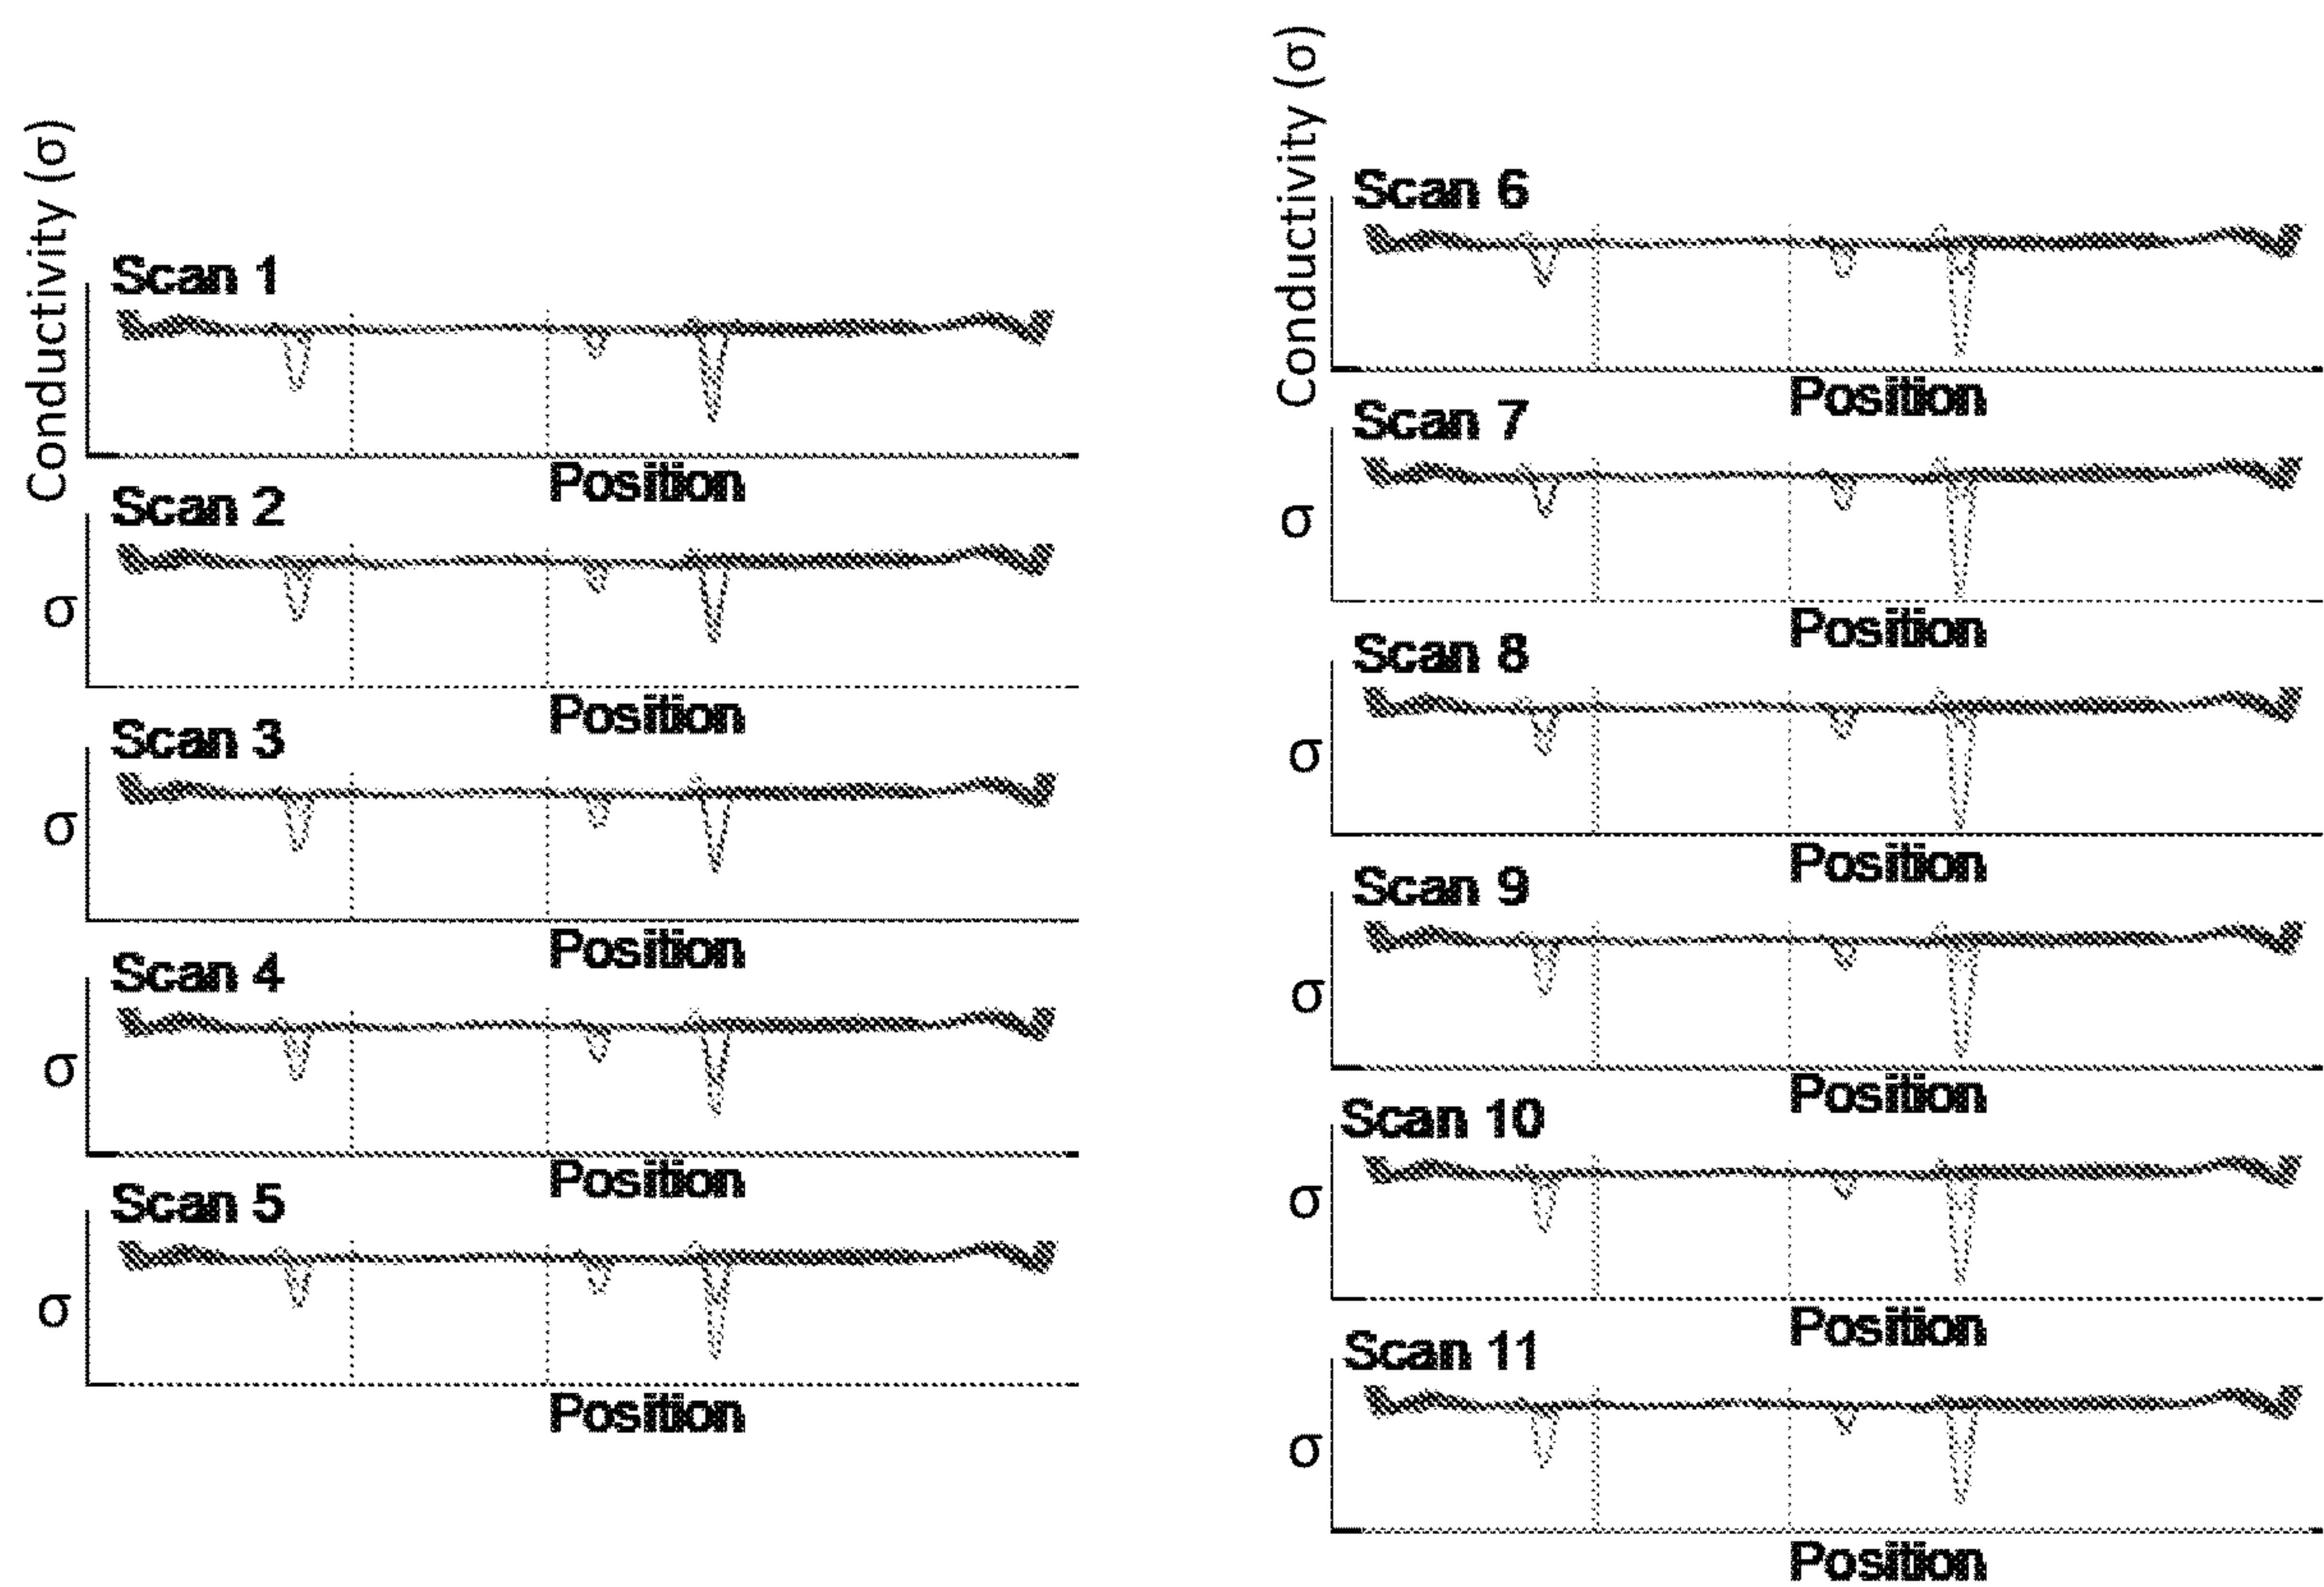 Conductivity (σ)
Scan 1
Position
Scan 2
σ
Position
Scan 3
σ
Position
Scan 4
σ
Position
Scan 5
σ
Position
Conductivity (σ)
Scan 6
Position
Scan 7
σ
Position
Scan 8
σ
Position
Scan 9
σ
Position
Scan 10
σ
Position
Scan 11
σ
Position